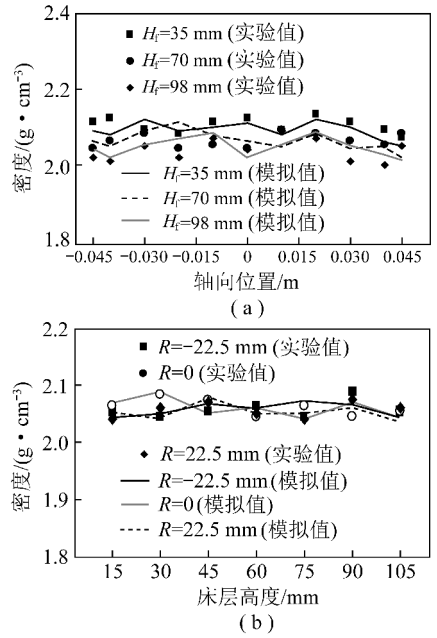 H_f=35 mm (实验值)
H_f=70 mm (实验值)
H_f=98 mm (实验值)
2.4
2.2
2.0
1.8
密度/(g·cm⁻³)
H_f=35 mm (模拟值)
H_f=70 mm (模拟值)
H_f=98 mm (模拟值)
−0.045 −0.030 −0.015 0 0.015 0.030 0.045
轴向位置/m
(a)
R=−22.5 mm (实验值)
R=0 (实验值)
2.2
2.1
2.0
1.9
1.8
密度/(g·cm⁻³)
R=22.5 mm (实验值)
R=−22.5 mm (模拟值)
R=0 (模拟值)
R=22.5 mm (模拟值)
15 30 45 60 75 90 105
床层高度/mm
(b)